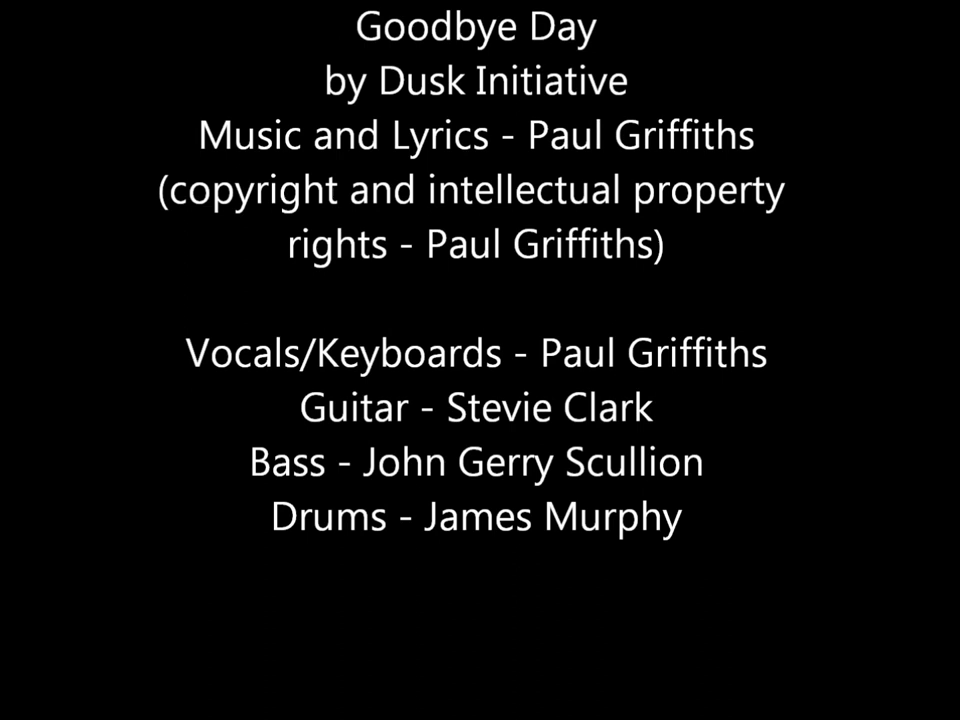 Goodbye Day
by Dusk Initiative
Music and Lyrics - Paul Griffiths
(copyright and intellectual property
rights - Paul Griffiths)
Vocals/Keyboards - Paul Griffiths
Guitar - Stevie Clark
Bass - John Gerry Scullion
Drums - James Murphy